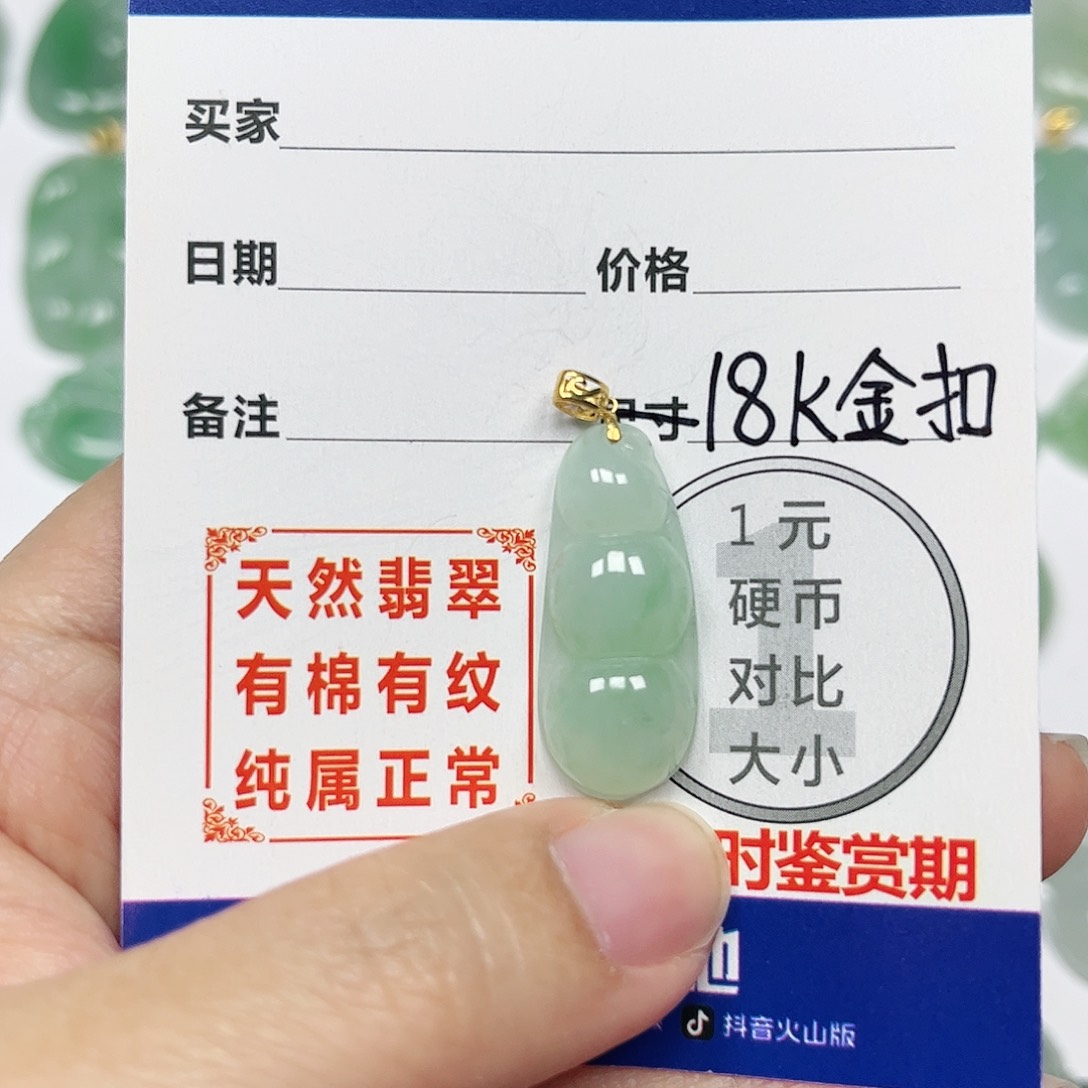 买家
日期 价格
备注 寸 18K金扣
天然翡翠
有棉有纹
纯属正常
1元
硬币
对比
大小
时鉴赏期
抖音火山版